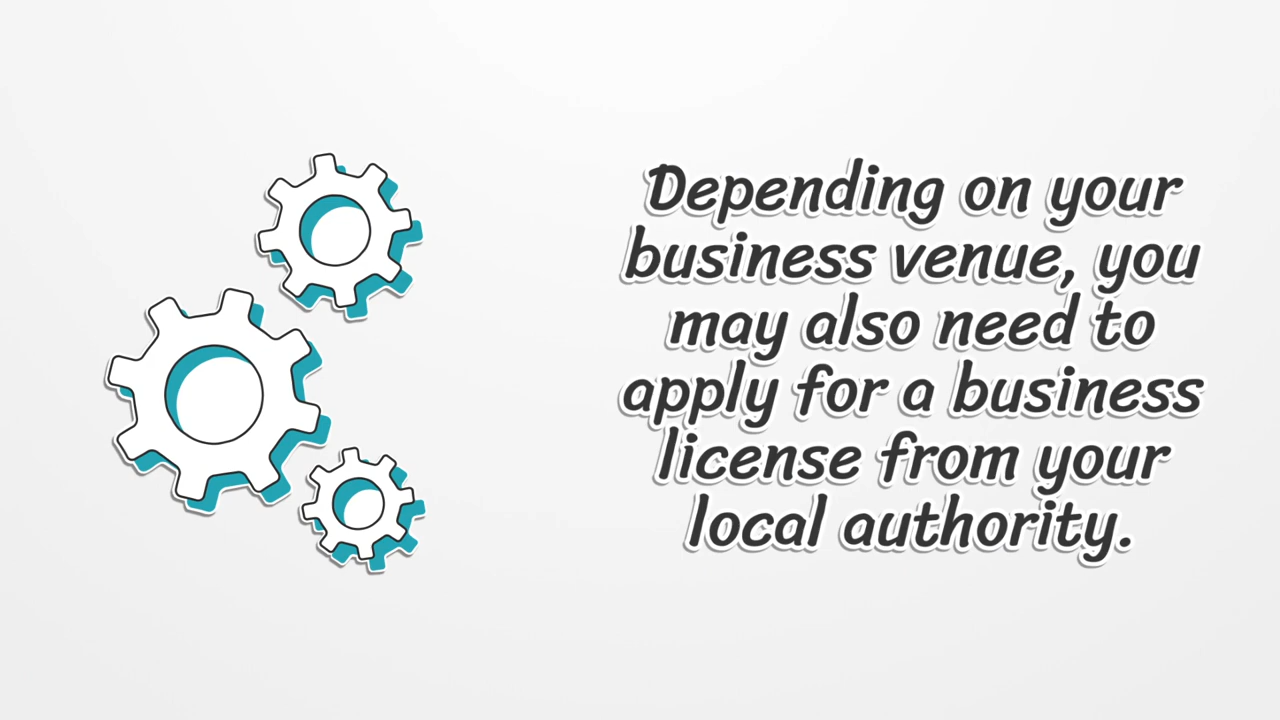 Depending on your
business venue, you
may also need to
apply for a business
license from your
local authority.